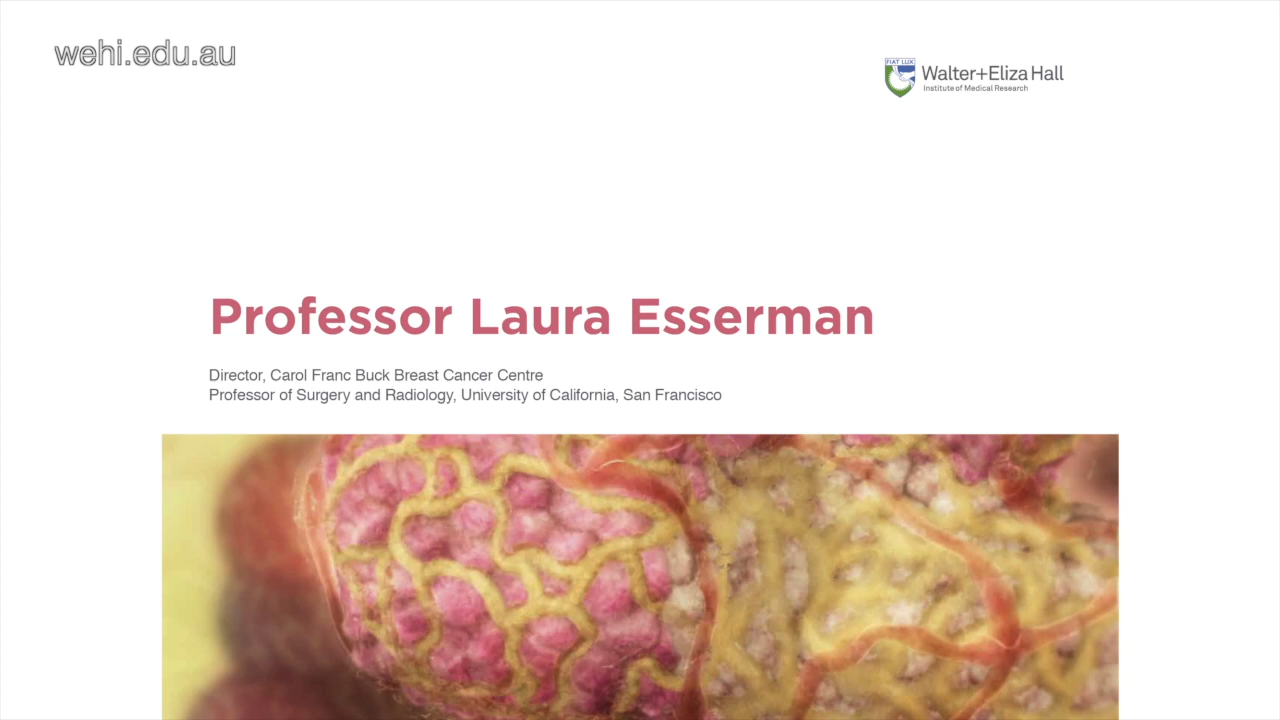 wehi.edu.au
FIAT LUX
Walter+Eliza Hall
Institute of Medical Research
Professor Laura Esserman
Director, Carol Franc Buck Breast Cancer Centre
Professor of Surgery and Radiology, University of California, San Francisco